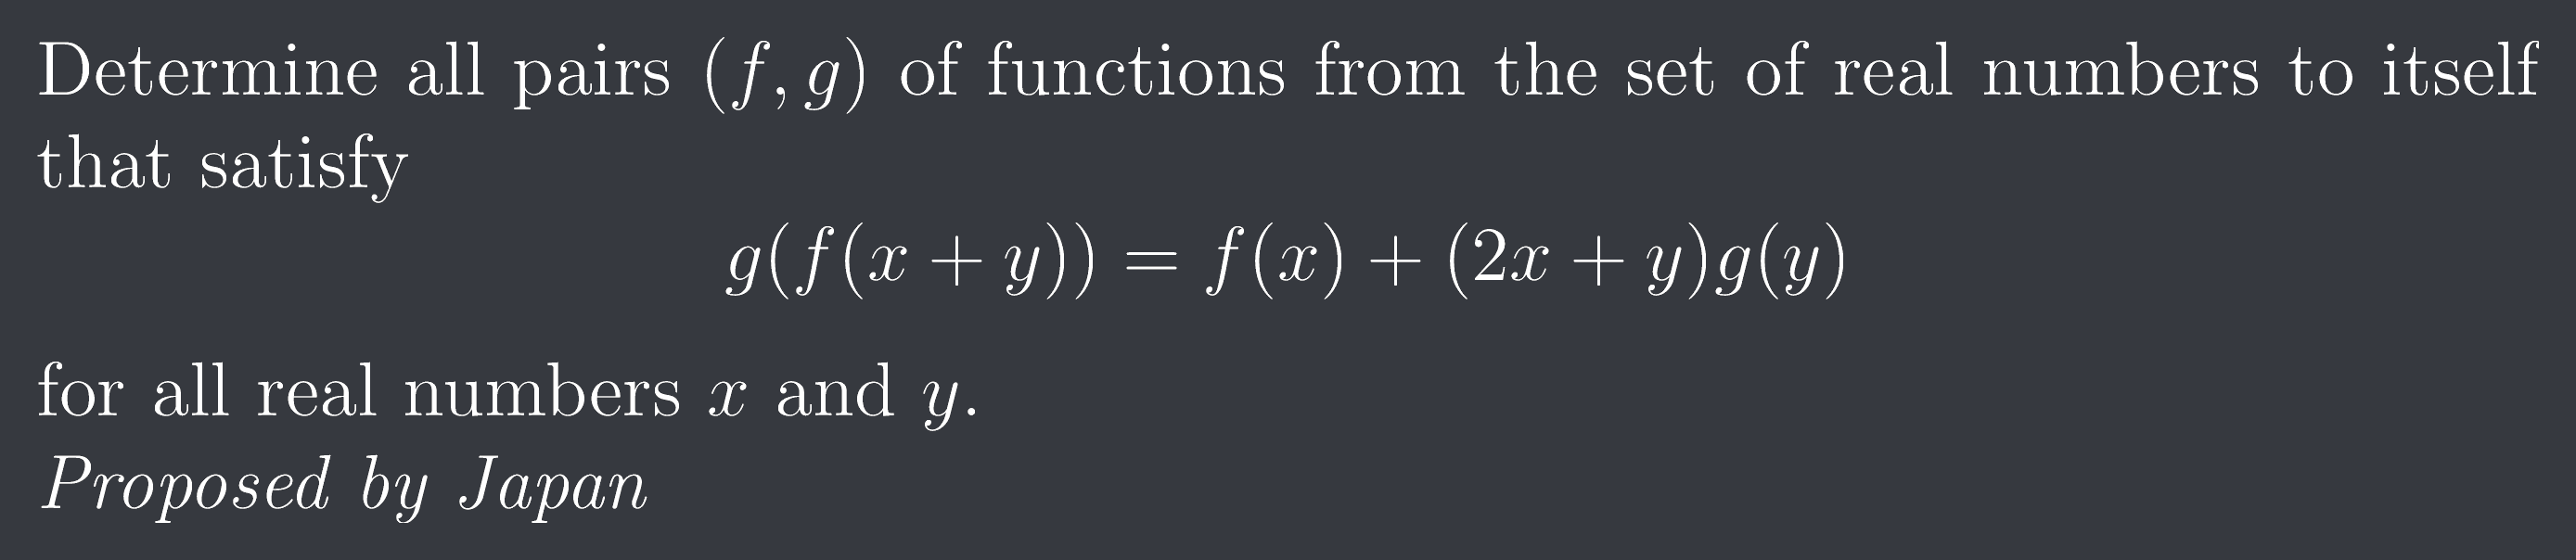 Determine all pairs (f, g) of functions from the set of real numbers to itself
that satisfy
g(f(x + y)) = f(x) + (2x + y)g(y)
for all real numbers x and y.
Proposed by Japan